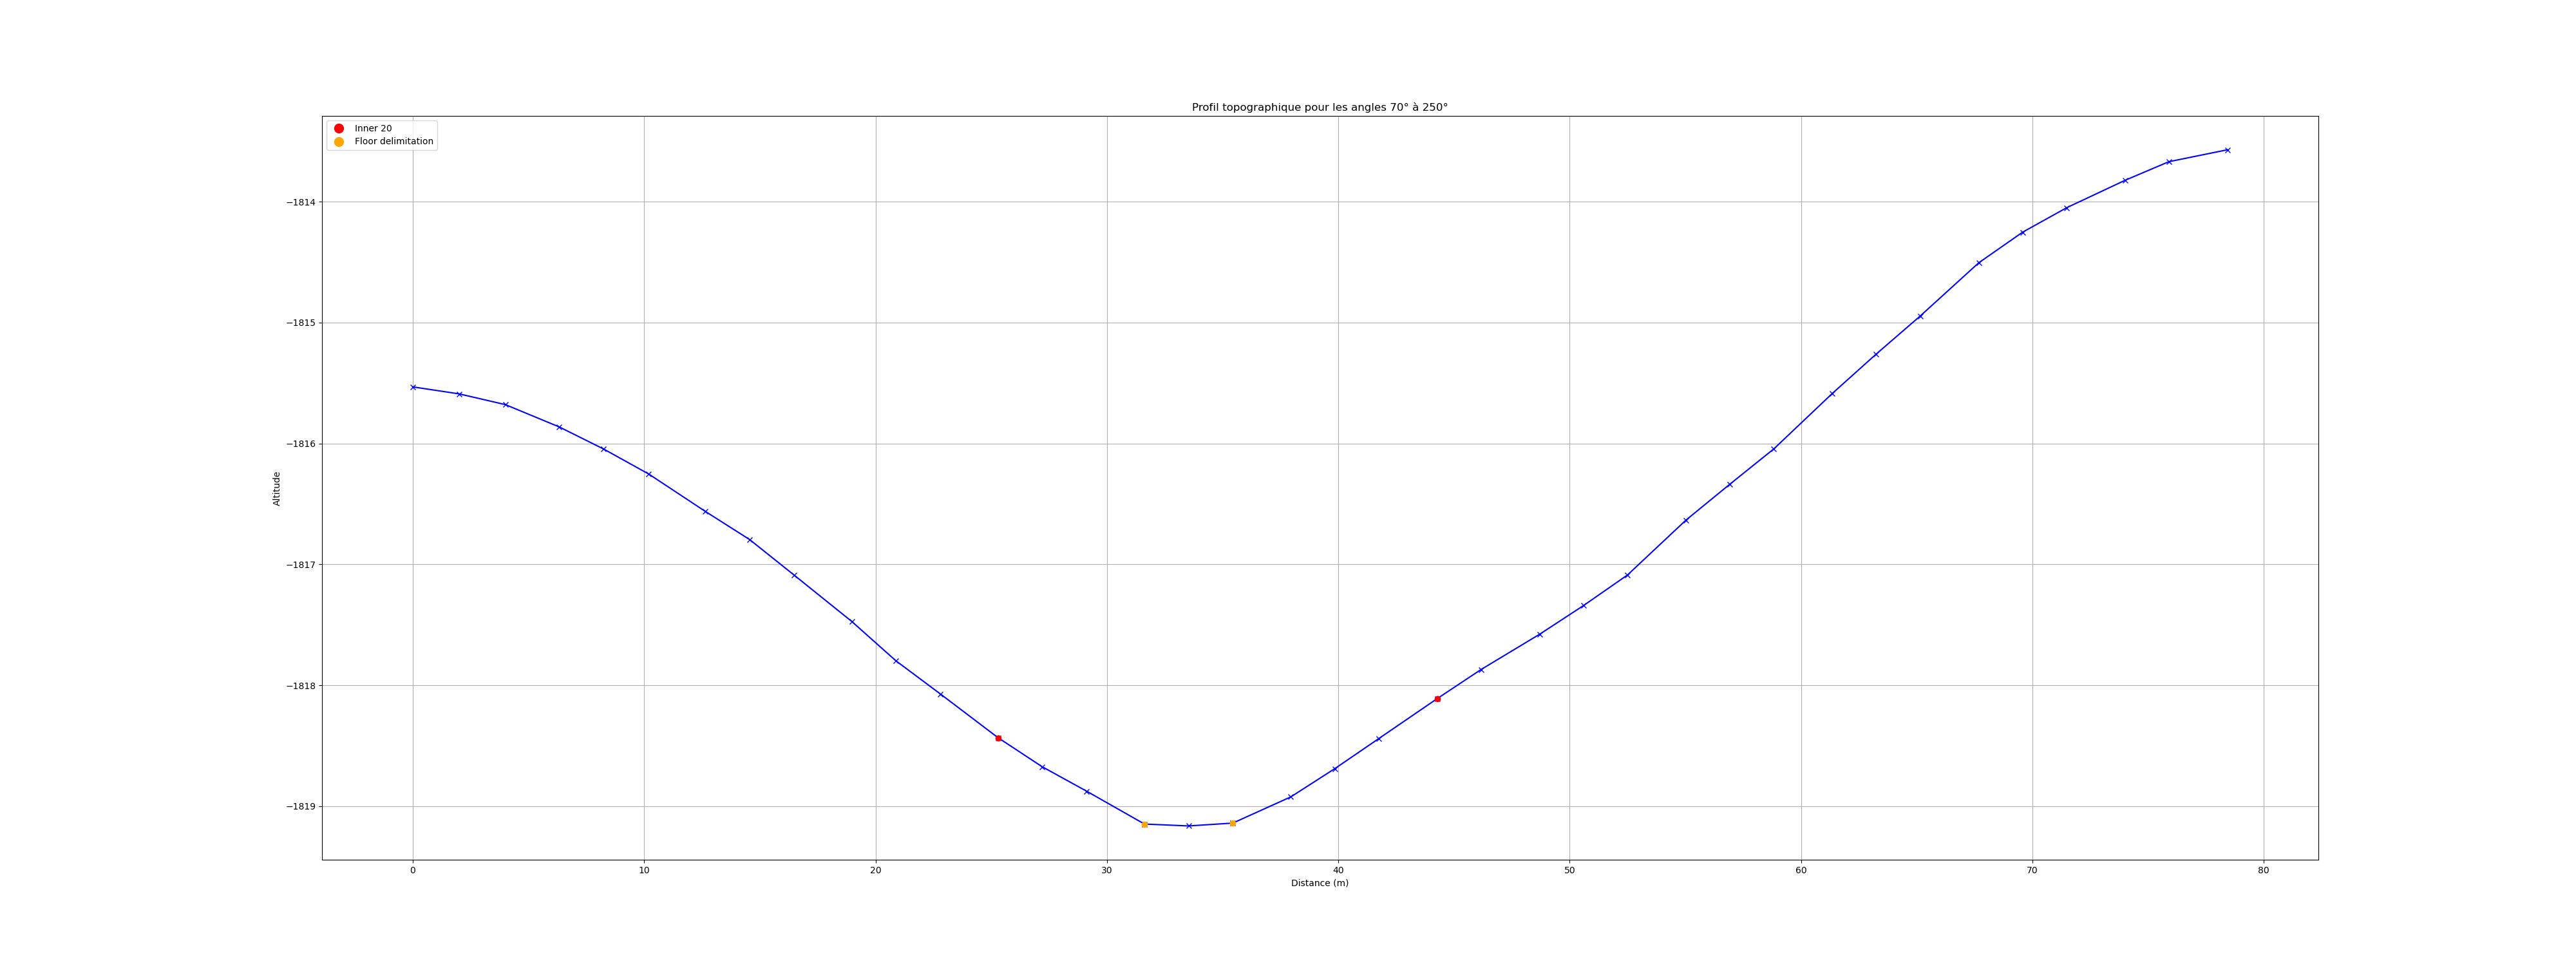 Profil topographique pour les angles 70° à 250°
Inner 20
Floor delimitation
Altitude
−1814
−1815
−1816
−1817
−1818
−1819
0 10 20 30 40 50 60 70 80
Distance (m)